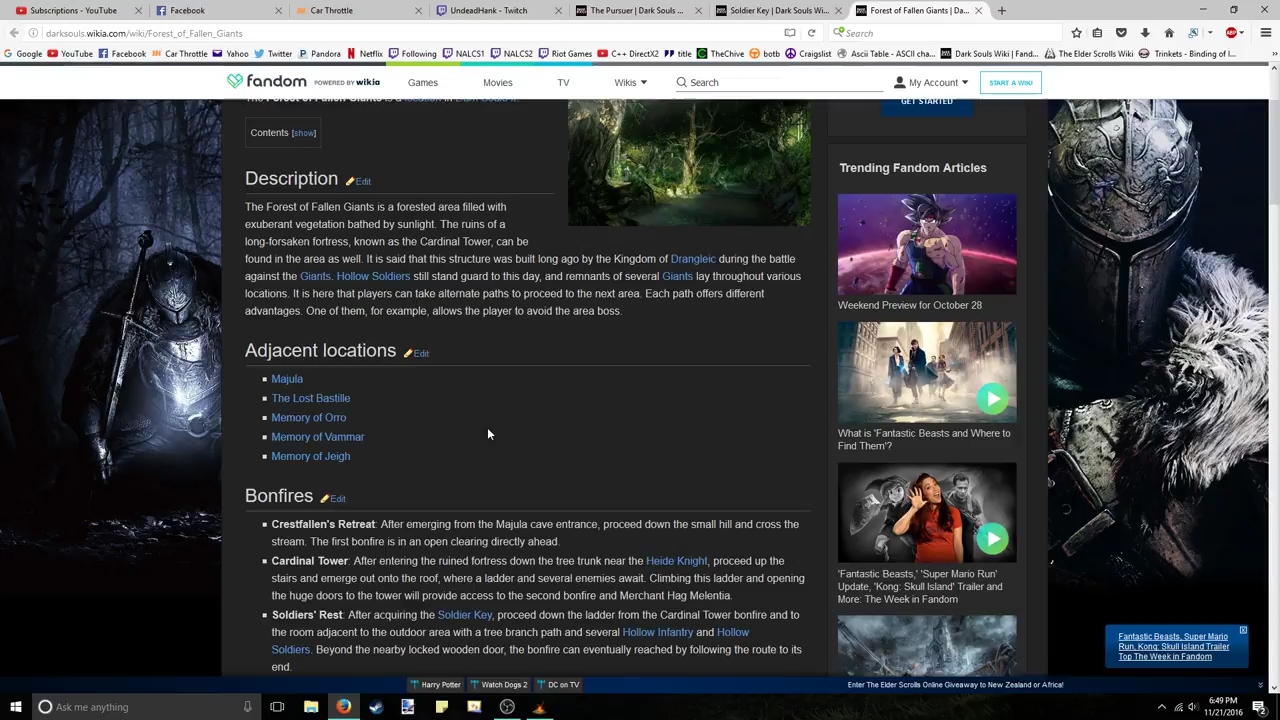 Subscriptions - YouTube
Facebook
Car Throttle
UndeadHank - Twitch
The Pursuer | Dark Souls ...
Soldier Key | Dark Souls Wi...
Forest of Fallen Giants | Da...
darksouls.wikia.com/wiki/Forest_of_Fallen_Giants
Search
Google YouTube Facebook Car Throttle Yahoo Twitter Pandora Netflix Following NALCS1 NALCS2 Riot Games C++ DirectX2 title TheChive botb Craigslist Ascii Table - ASCII cha... Dark Souls Wiki | Fand... The Elder Scrolls Wiki Trinkets - Binding of I...
fandom POWERED BY wikia Games Movies TV Wikis Search My Account START A WIKI
The Forest of Fallen Giants is a location in Dark Souls II.
GET STARTED
Contents [show]
Description Edit
The Forest of Fallen Giants is a forested area filled with
exuberant vegetation bathed by sunlight. The ruins of a
long-forsaken fortress, known as the Cardinal Tower, can be
found in the area as well. It is said that this structure was built long ago by the Kingdom of Drangleic during the battle
against the Giants. Hollow Soldiers still stand guard to this day, and remnants of several Giants lay throughout various
locations. It is here that players can take alternate paths to proceed to the next area. Each path offers different
advantages. One of them, for example, allows the player to avoid the area boss.
Adjacent locations Edit
Majula
The Lost Bastille
Memory of Orro
Memory of Vammar
Memory of Jeigh
Bonfires Edit
Crestfallen's Retreat: After emerging from the Majula cave entrance, proceed down the small hill and cross the
stream. The first bonfire is in an open clearing directly ahead.
Cardinal Tower: After entering the ruined fortress down the tree trunk near the Heide Knight, proceed up the
stairs and emerge out onto the roof, where a ladder and several enemies await. Climbing this ladder and opening
the huge doors to the tower will provide access to the second bonfire and Merchant Hag Melentia.
Soldiers' Rest: After acquiring the Soldier Key, proceed down the ladder from the Cardinal Tower bonfire and to
the room adjacent to the outdoor area with a tree branch path and several Hollow Infantry and Hollow
Soldiers. Beyond the nearby locked wooden door, the bonfire can eventually reached by following the route to its
end.
Trending Fandom Articles
Weekend Preview for October 28
What is 'Fantastic Beasts and Where to
Find Them'?
'Fantastic Beasts,' 'Super Mario Run'
Update, 'Kong: Skull Island' Trailer and
More: The Week in Fandom
Fantastic Beasts, Super Mario
Run, Kong: Skull Island Trailer
Top The Week in Fandom
Harry Potter Watch Dogs 2 DC on TV
Enter The Elder Scrolls Online Giveaway to New Zealand or Africa!
Ask me anything
6:49 PM
11/21/2016
2